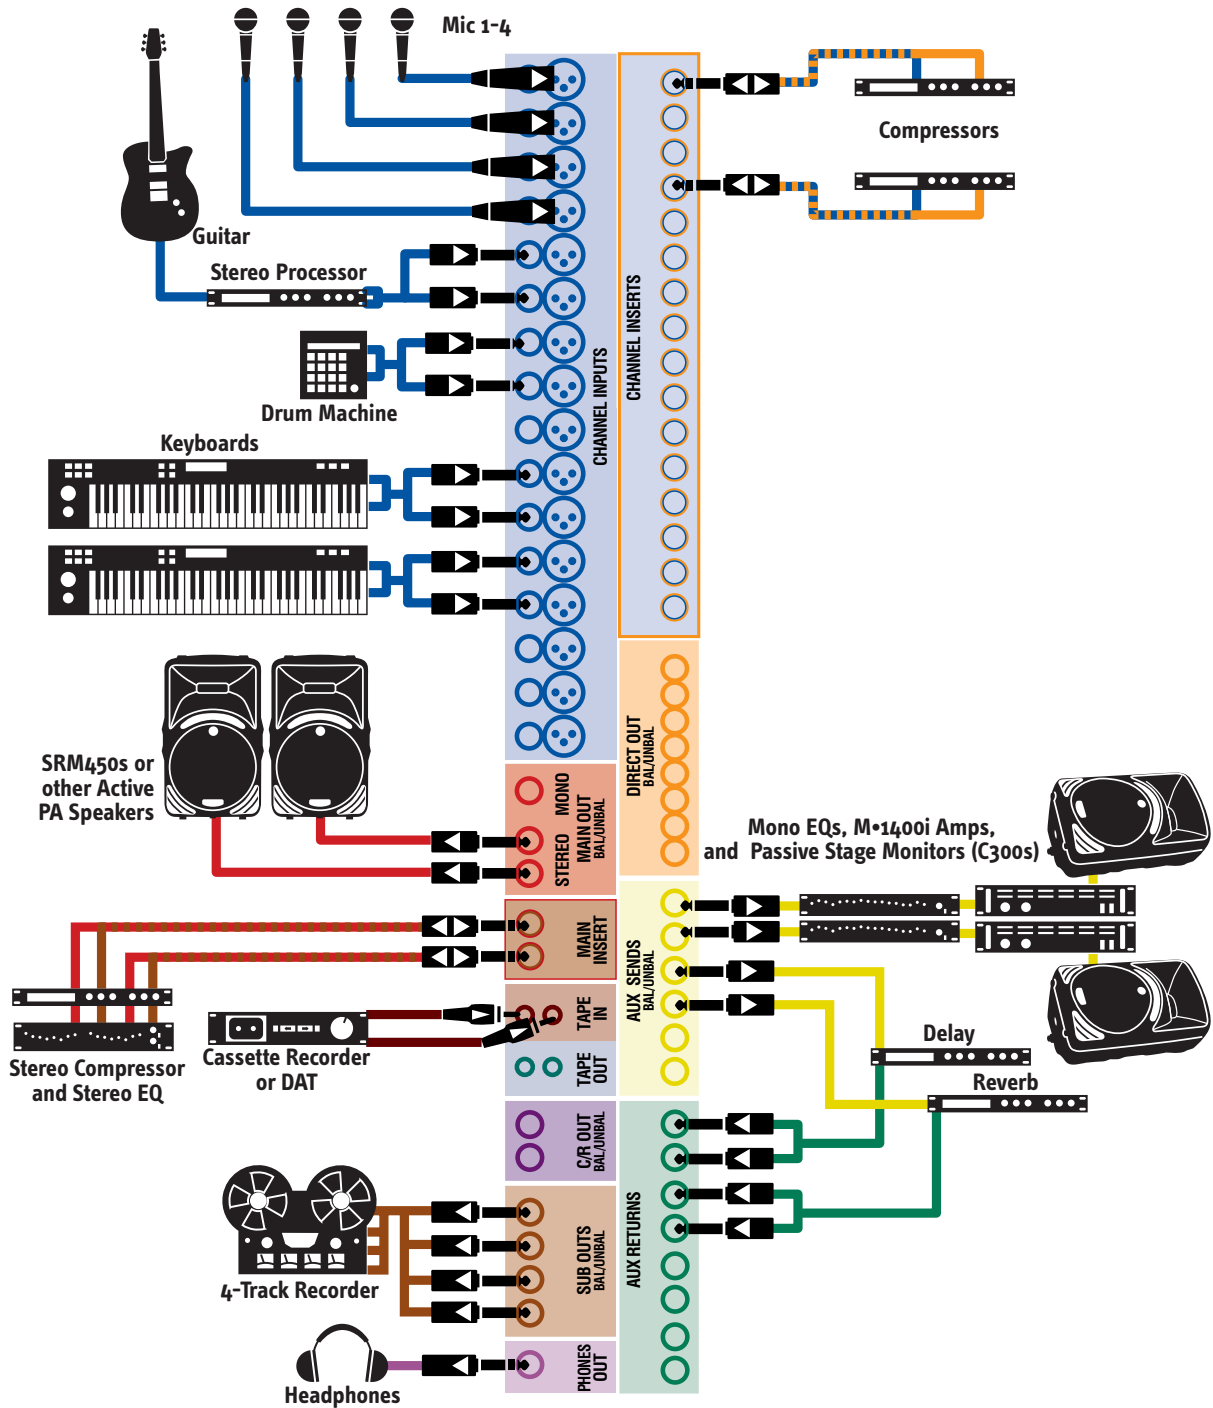 Mic 1-4
Compressors
Guitar
Stereo Processor
Drum Machine
Keyboards
CHANNEL INPUTS
CHANNEL INSERTS
SRM450s or
other Active
PA Speakers
STEREO MONO
MAIN OUT
BAL/UNBAL
DIRECT OUT
BAL/UNBAL
Mono EQs, M•1400i Amps,
and Passive Stage Monitors (C300s)
MAIN
INSERT
AUX SENDS
BAL/UNBAL
TAPE
IN
Cassette Recorder
or DAT
TAPE
OUT
Stereo Compressor
and Stereo EQ
Delay
Reverb
C/R OUT
BAL/UNBAL
SUB OUTS
BAL/UNBAL
AUX RETURNS
4-Track Recorder
PHONES
OUT
Headphones